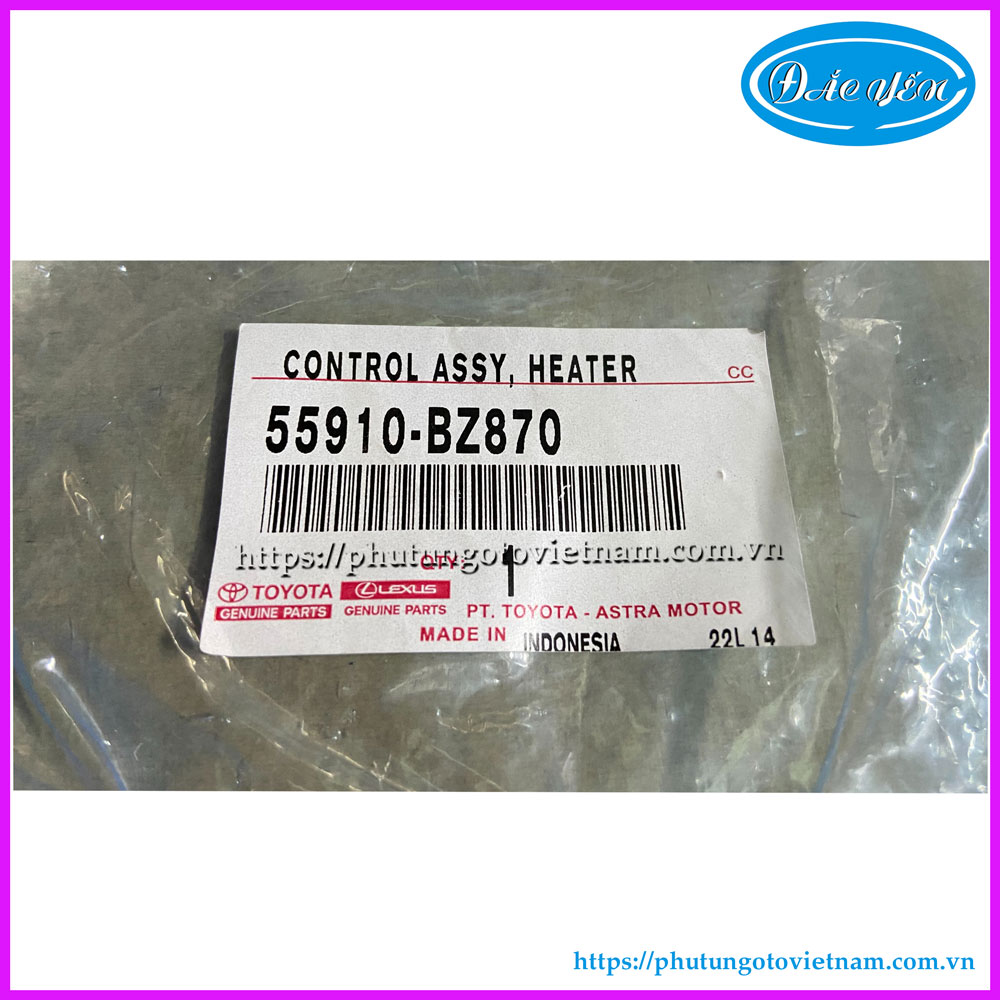 ĐẮC YẾN
CONTROL ASSY, HEATER
CC
55910-BZ870
https://phutungotovietnam.com.vn
QTY 1
TOYOTA LEXUS
GENUINE PARTS GENUINE PARTS PT. TOYOTA - ASTRA MOTOR
MADE IN INDONESIA 22L 14
https://phutungotovietnam.com.vn